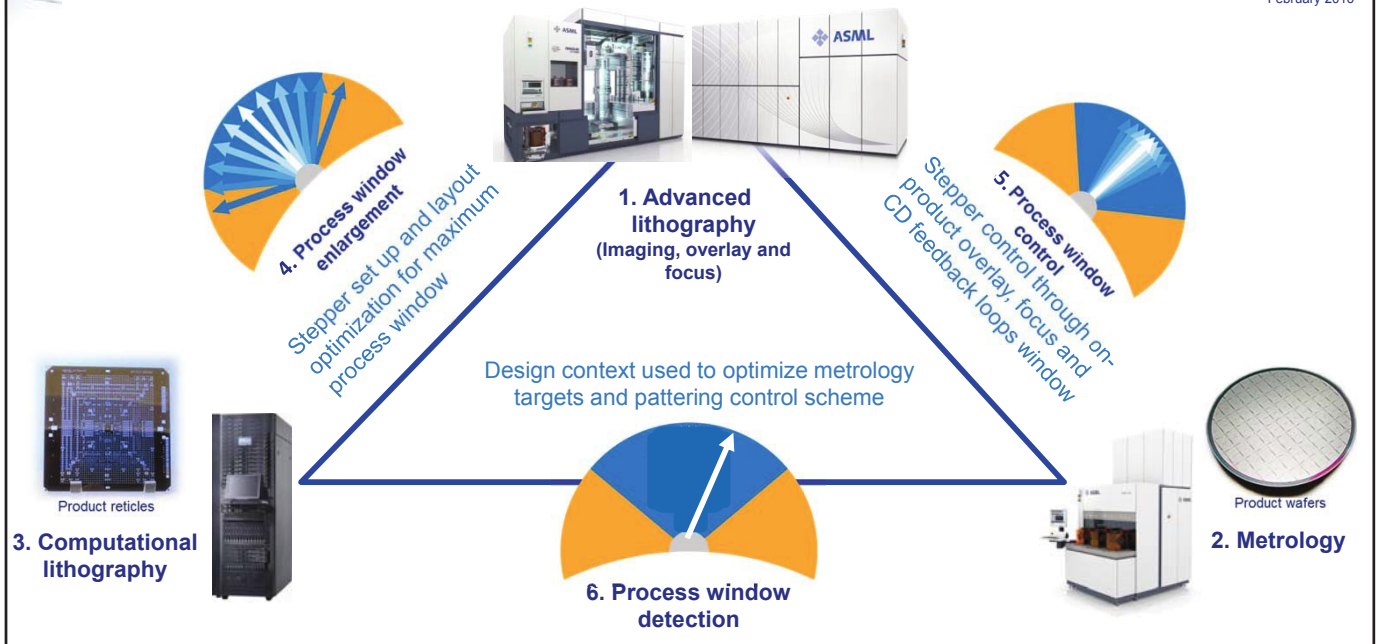 February 2016
ASML
ASML
4. Process window
enlargement
Stepper set up and layout
optimization for maximum
process window
1. Advanced
lithography
(Imaging, overlay and
focus)
5. Process window
control
Stepper control through on-
product overlay, focus and
CD feedback loops window
Design context used to optimize metrology
targets and pattering control scheme
Product reticles
3. Computational
lithography
6. Process window
detection
ASML
Product wafers
2. Metrology